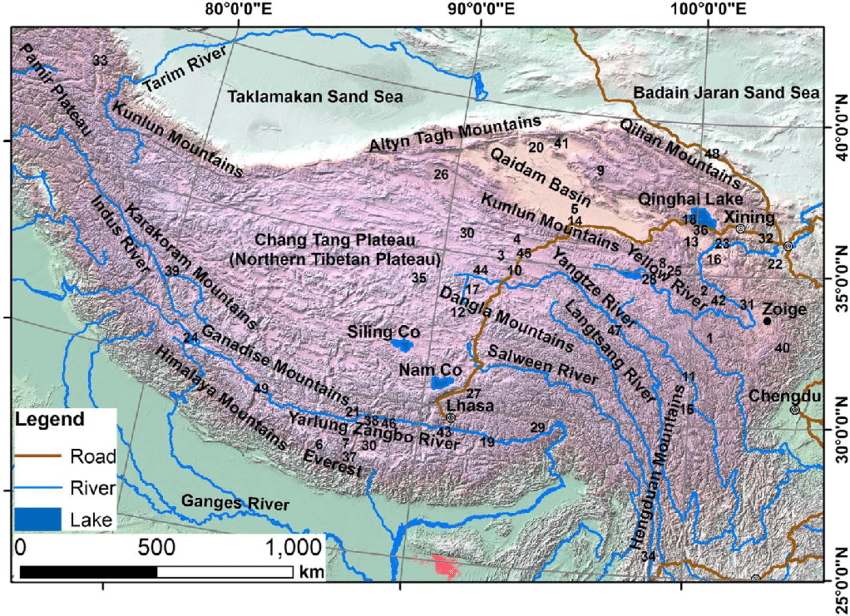 80°0'0"E
90°0'0"E
100°0'0"E
Pamir Plateau
33
Tarim River
Taklamakan Sand Sea
Badain Jaran Sand Sea
40°0'0"N
Kunlun Mountains
Altyn Tagh Mountains
20
41
Qilian Mountains
48
26
Qaidam Basin
9
Qinghai Lake
5
14
18
36
Xining
Kunlun Mountains
13
23
32
16
22
Indus River
Karakoram Mountains
39
Chang Tang Plateau
(Northern Tibetan Plateau)
30
4
3
45
44
10
35
17
12
Yangtze River
Yellow River
8
25
28
2
42
31
Zoige
35°0'0"N
Dangla Mountains
Langtsang River
47
1
40
24
Siling Co
Ganadise Mountains
Nam Co
Salween River
11
15
27
Lhasa
Chengdu
Himalaya Mountains
49
21
38
46
Yarlung Zangbo River
43
19
29
6
7
30
37
Everest
30°0'0"N
Hengduan Mountains
34
Ganges River
25°0'0"N
Legend
Road
River
Lake
0
500
1,000
km